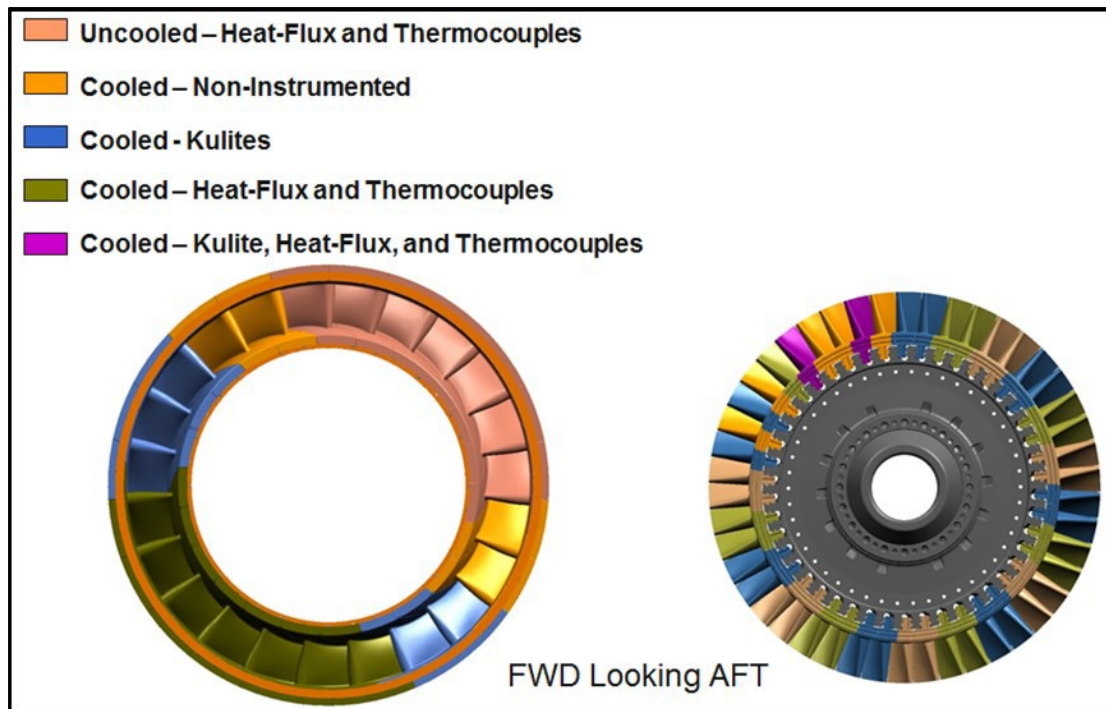 Uncooled – Heat-Flux and Thermocouples
Cooled – Non-Instrumented
Cooled - Kulites
Cooled – Heat-Flux and Thermocouples
Cooled – Kulite, Heat-Flux, and Thermocouples
FWD Looking AFT